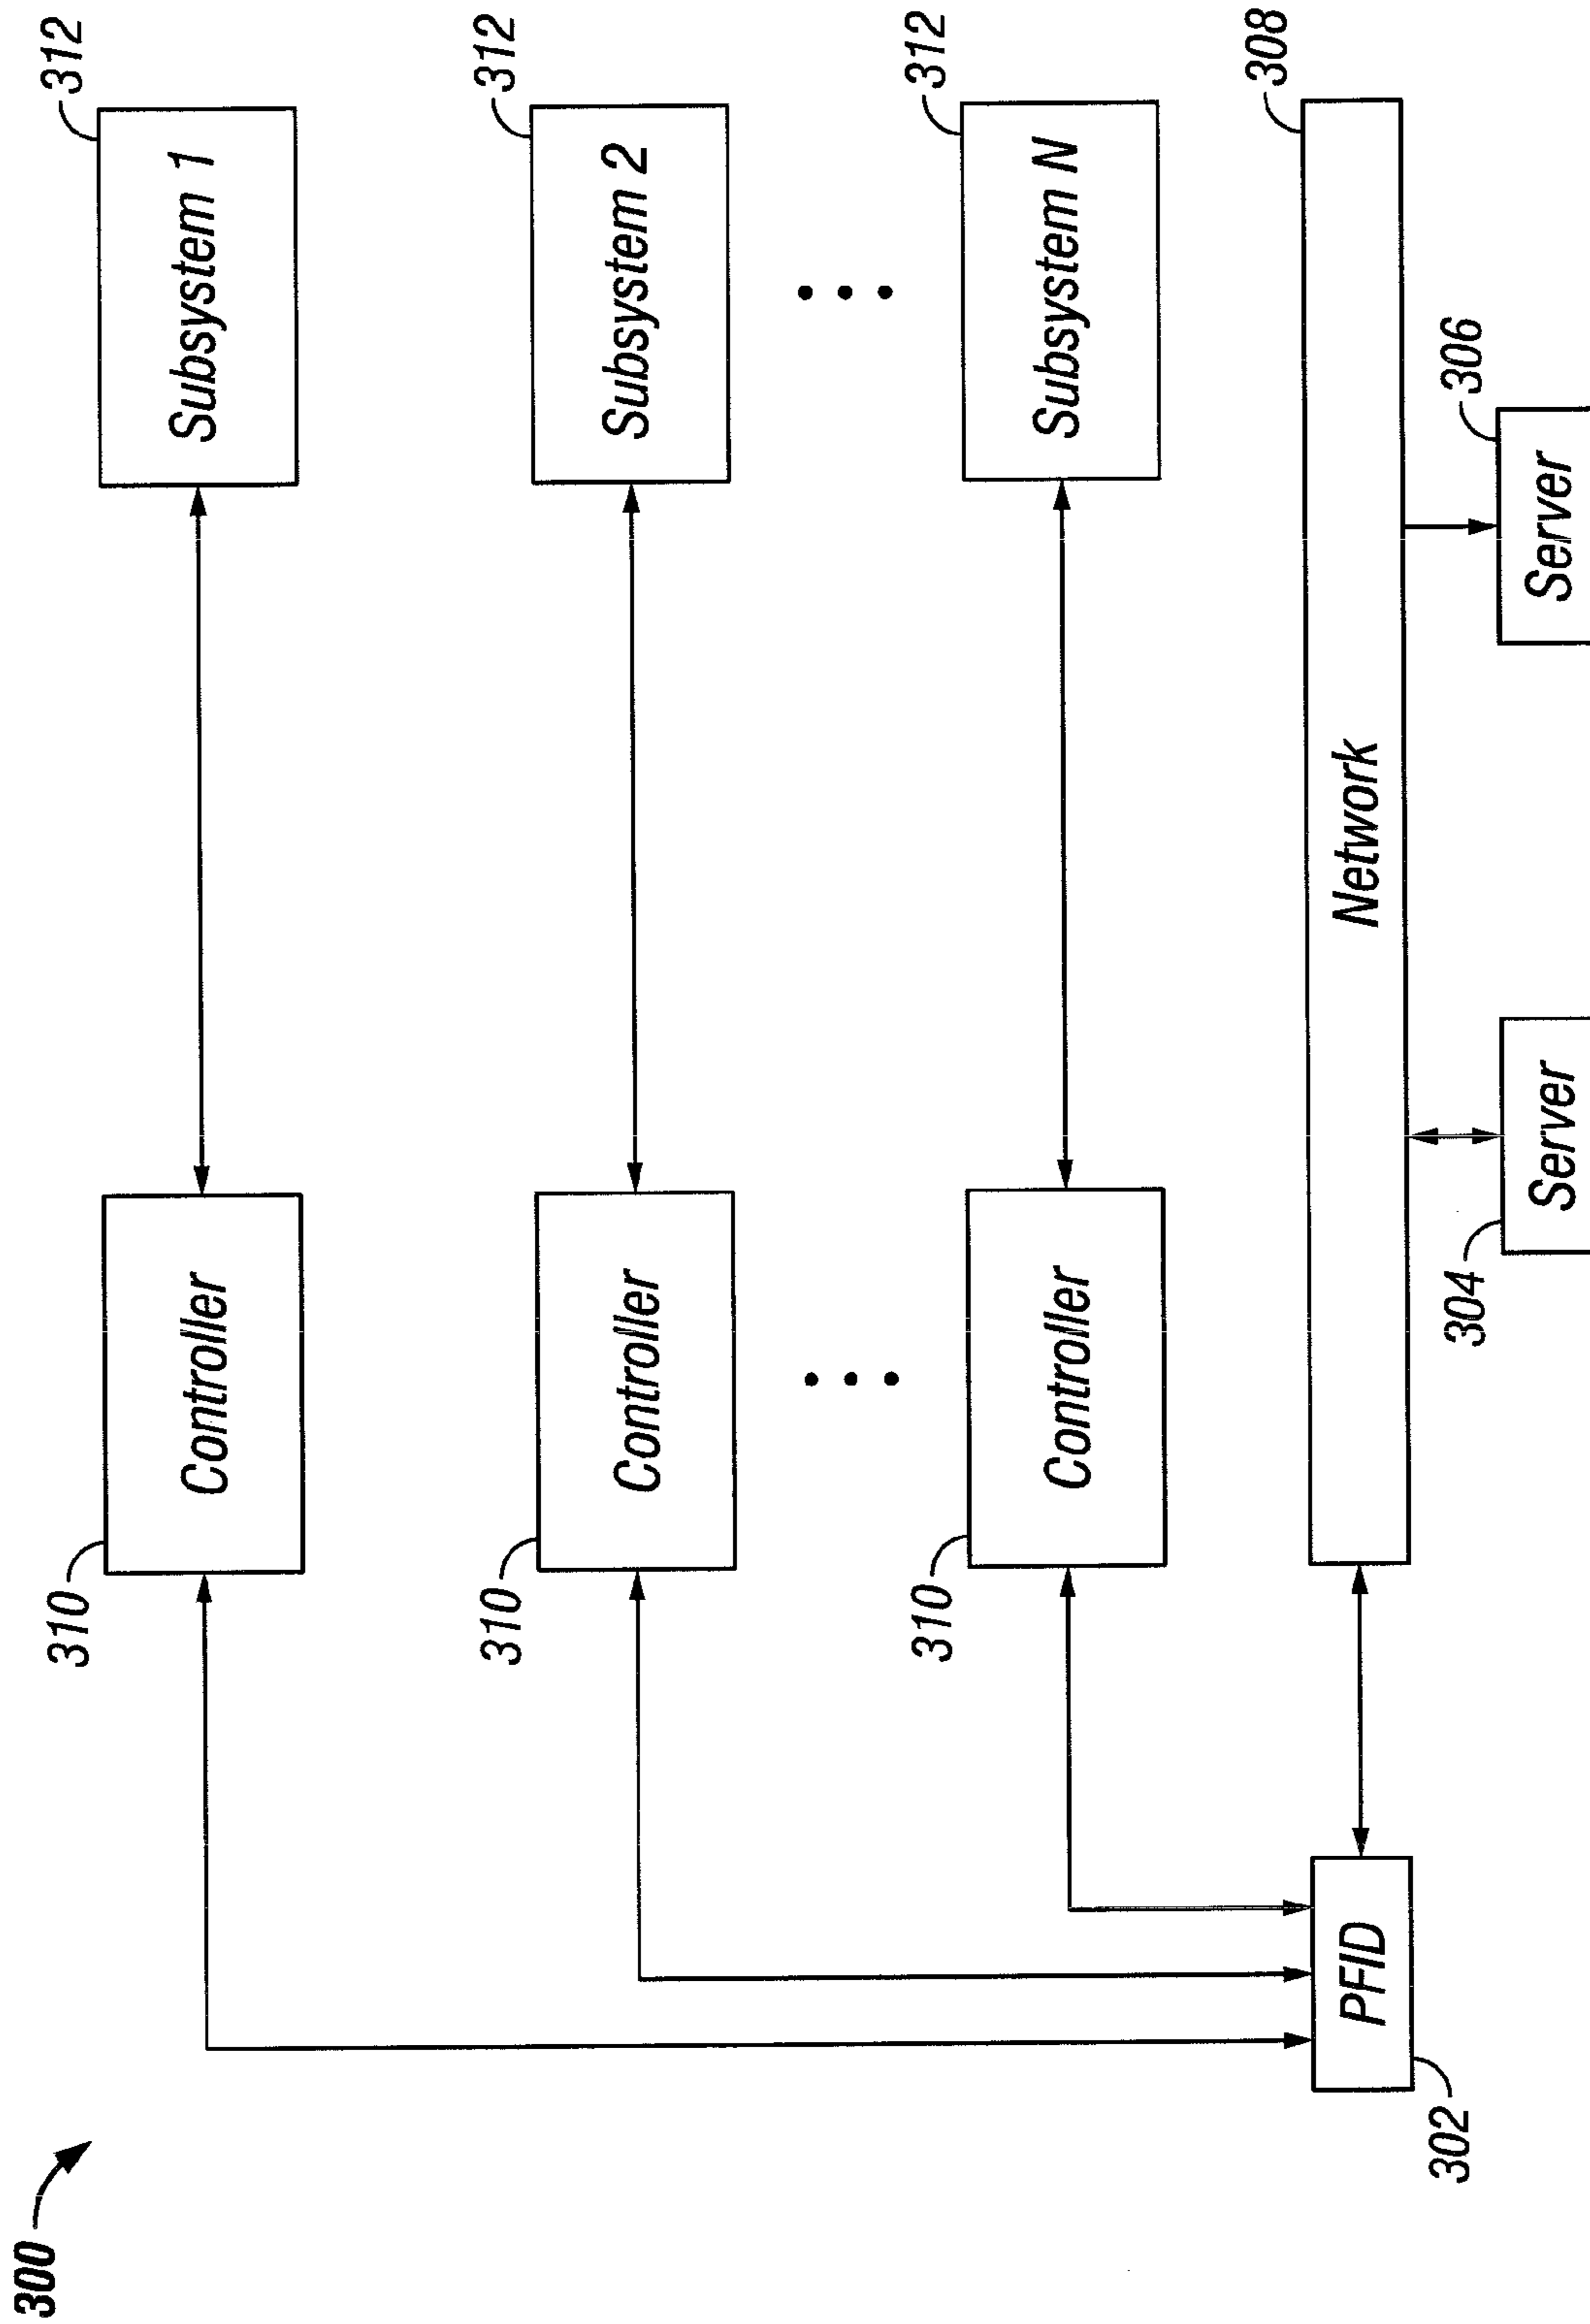 300
310
Controller
312
Subsystem 1
310
Controller
312
Subsystem 2
310
Controller
312
Subsystem N
302
PFID
Network
308
304
Server
306
Server